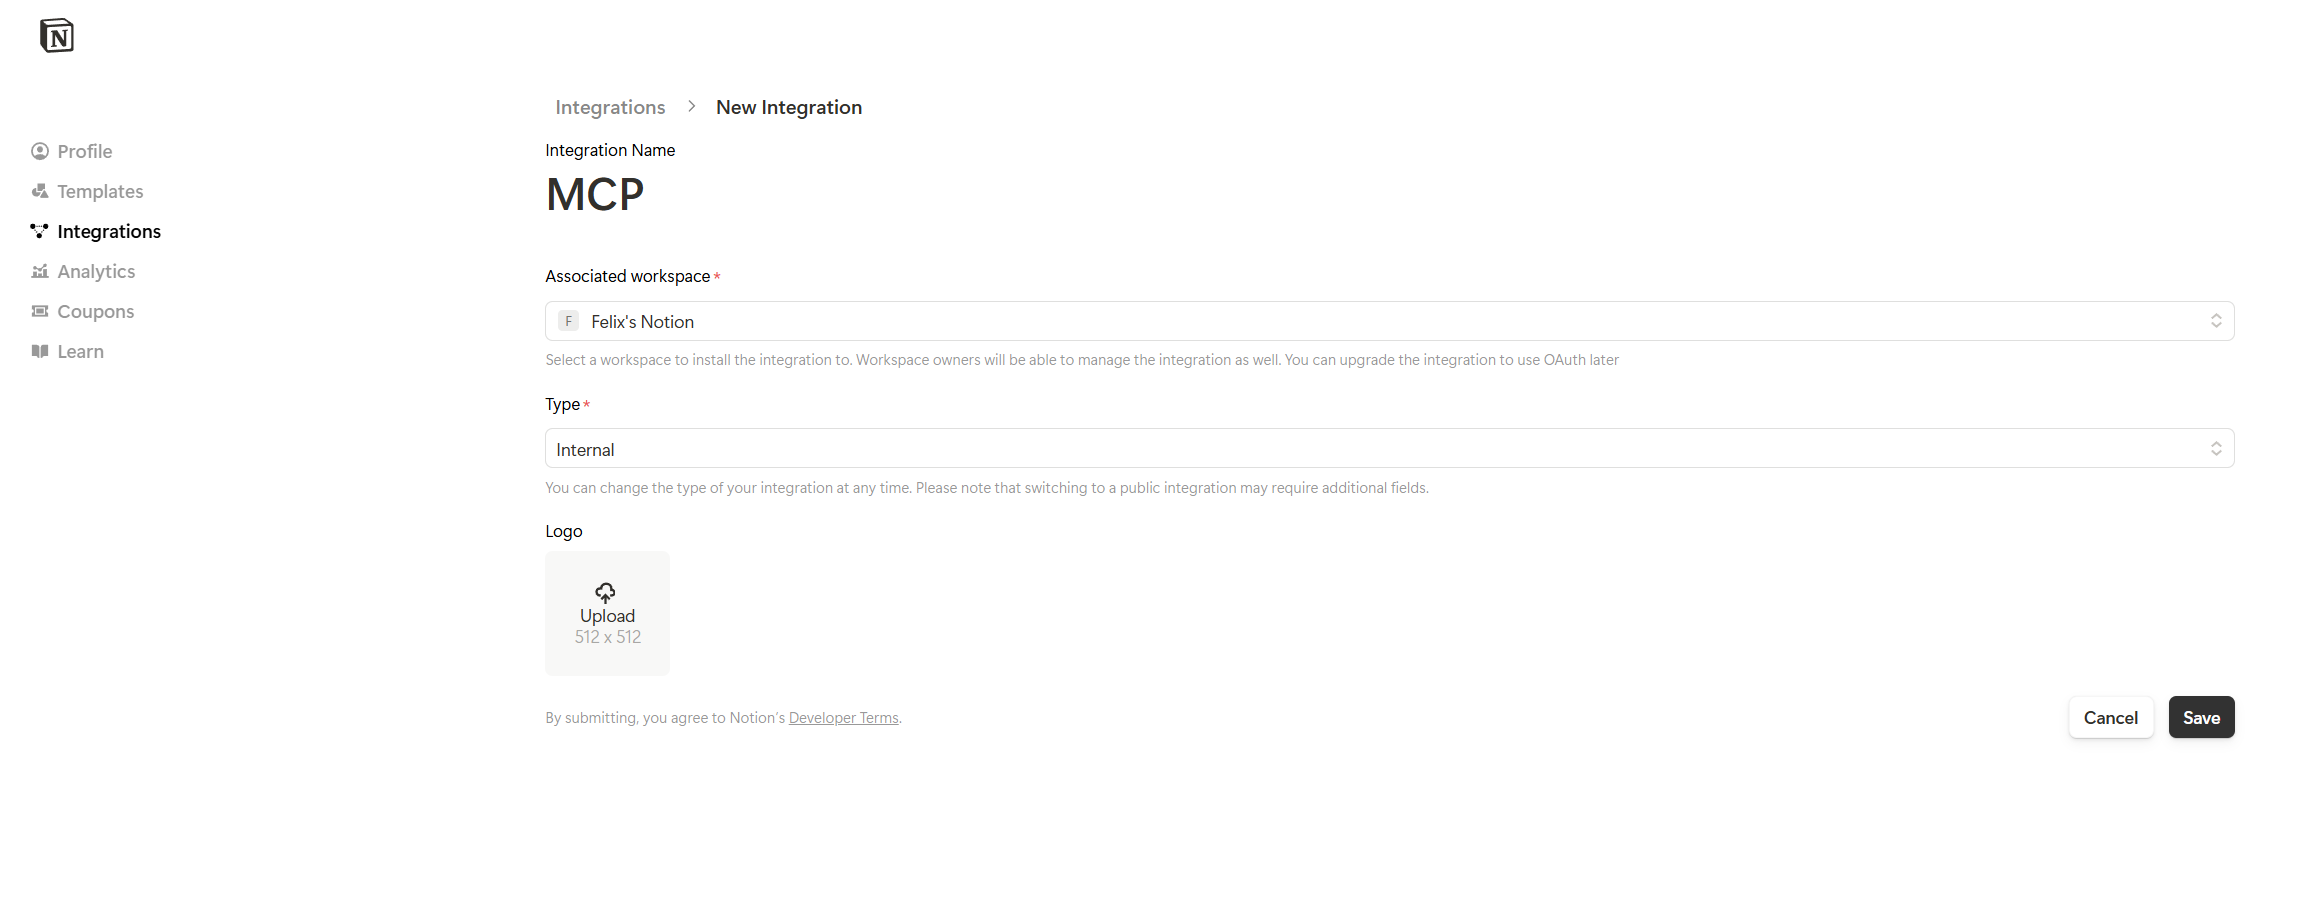 N
Integrations > New Integration
Profile
Templates
Integrations
Analytics
Coupons
Learn
Integration Name
MCP
Associated workspace*
F Felix's Notion
Select a workspace to install the integration to. Workspace owners will be able to manage the integration as well. You can upgrade the integration to use OAuth later
Type*
Internal
You can change the type of your integration at any time. Please note that switching to a public integration may require additional fields.
Logo
Upload
512 x 512
By submitting, you agree to Notion's Developer Terms.
Cancel
Save